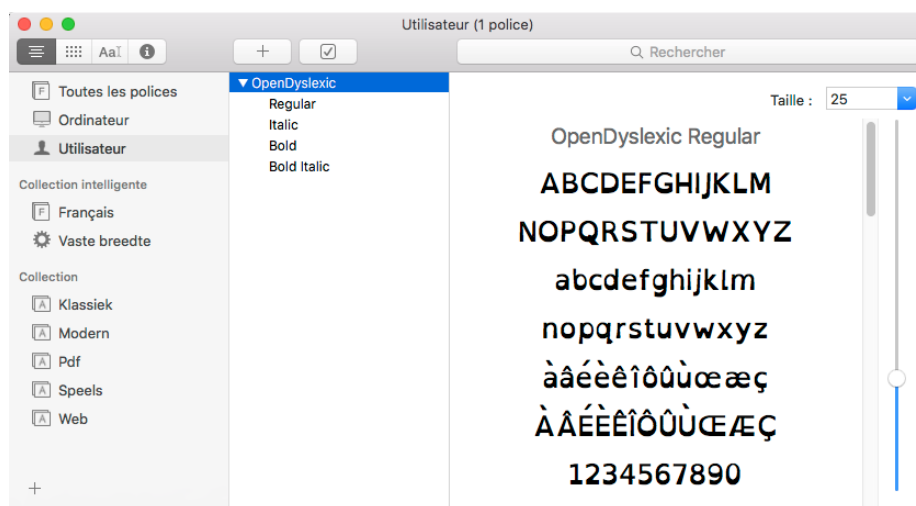 Utilisateur (1 police)
Rechercher
Toutes les polices
Ordinateur
Utilisateur
Collection intelligente
Français
Vaste breedte
Collection
Klassiek
Modern
Pdf
Speels
Web
OpenDyslexic
Regular
Italic
Bold
Bold Italic
Taille : 25
OpenDyslexic Regular
ABCDEFGHIJKLM
NOPQRSTUVWXYZ
abcdefghijklm
nopqrstuvwxyz
àâéèêîôûùœæç
ÀÂÉÈÊÎÔÛÙŒÆÇ
1234567890